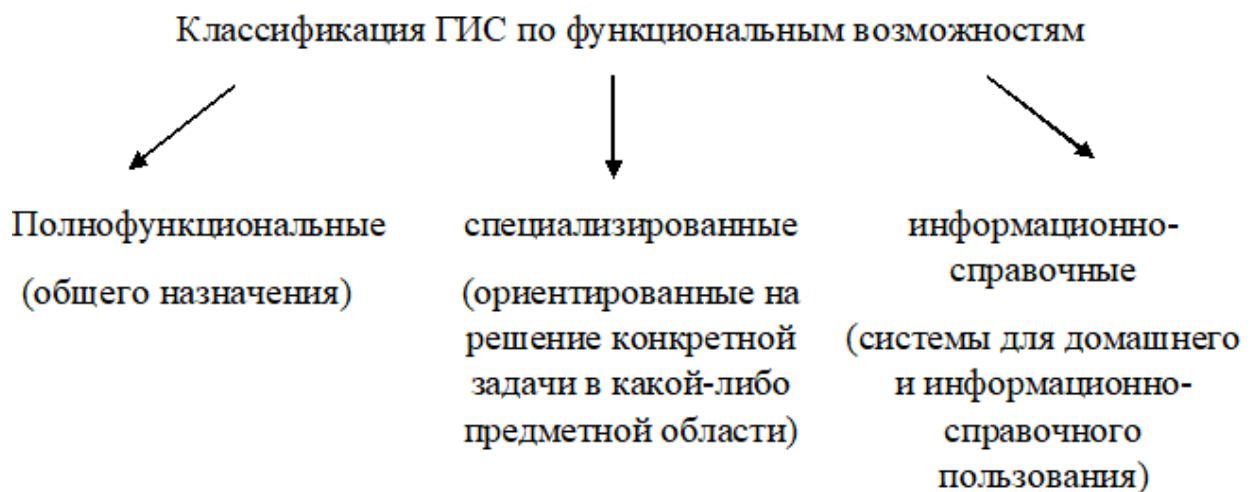 Классификация ГИС по функциональным возможностям
Полнофункциональные
(общего назначения)
специализированные
(ориентированные на
решение конкретной
задачи в какой-либо
предметной области)
информационно-
справочные
(системы для домашнего
и информационно-
справочного
пользования)